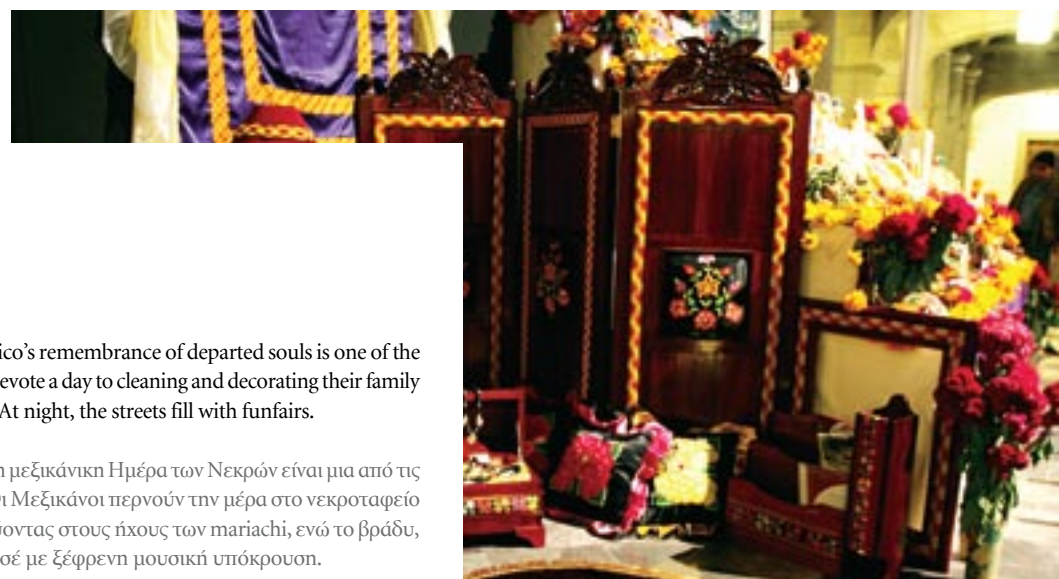 ico’s remembrance of departed souls is one of the
evote a day to cleaning and decorating their family
At night, the streets fill with funfairs.
η μεξικάνικη Ημέρα των Νεκρών είναι μια από τις
ι Μεξικάνοι περνούν την μέρα στο νεκροταφείο
οντας στους ήχους των mariachi, ενώ το βράδυ,
σέ με ξέφρενη μουσική υπόκρουση.